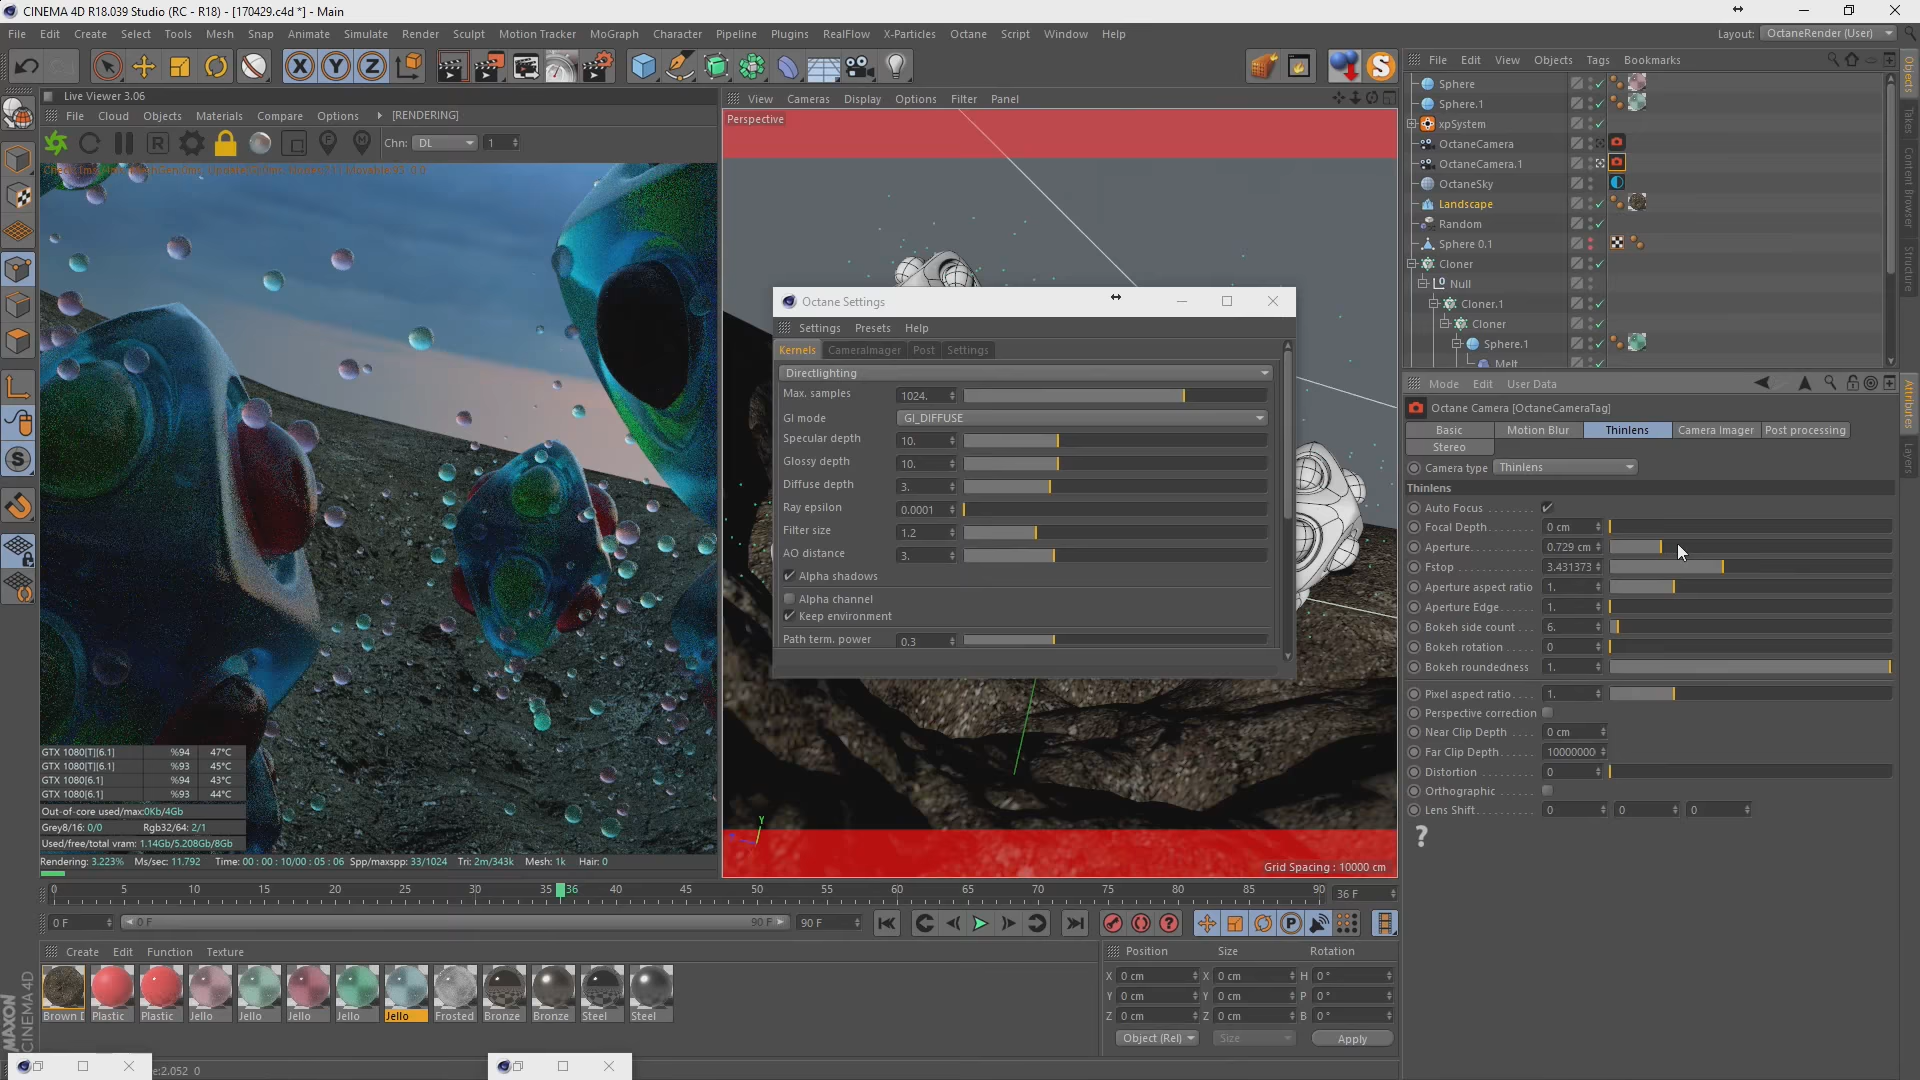 CINEMA 4D R18.039 Studio (RC - R18) - [170429.c4d *] - Main
File Edit Create Select Tools Mesh Snap Animate Simulate Render Sculpt Motion Tracker MoGraph Character Pipeline Plugins RealFlow X-Particles Octane Script Window Help
Layout: OctaneRender (User)
Live Viewer 3.06
File Cloud Objects Materials Compare Options [RENDERING]
Chn: DL 1
GTX 1080[T][6.1] %94 47°C
GTX 1080[T][6.1] %93 45°C
GTX 1080[6.1] %94 43°C
GTX 1080[6.1] %93 44°C
Out-of-core used/max:0Kb/4Gb
Grey8/16: 0/0 Rgb32/64: 2/1
Used/free/total vram: 1.14Gb/5.208Gb/8Gb
Rendering: 3.223% Ms/sec: 11.792 Time: 00 : 00 : 10/00 : 05 : 06 Spp/maxspp: 33/1024 Tri: 2m/343k Mesh: 1k Hair: 0
View Cameras Display Options Filter Panel
Perspective
Grid Spacing : 10000 cm
Octane Settings
Settings Presets Help
Kernels CameraImager Post Settings
Directlighting
Max. samples 1024.
GI mode GI_DIFFUSE
Specular depth 10.
Glossy depth 10.
Diffuse depth 3.
Ray epsilon 0.0001
Filter size 1.2
AO distance 3.
Alpha shadows
Alpha channel
Keep environment
Path term. power 0.3
File Edit View Objects Tags Bookmarks
Sphere
Sphere.1
xpSystem
OctaneCamera
OctaneCamera.1
OctaneSky
Landscape
Random
Sphere 0.1
Cloner
Null
Cloner.1
Cloner
Sphere.1
Melt
Objects
Takes
Content Browser
Structure
Mode Edit User Data
Octane Camera [OctaneCameraTag]
Basic Motion Blur Thinlens Camera Imager Post processing
Stereo
Camera type Thinlens
Thinlens
Auto Focus
Focal Depth 0 cm
Aperture 0.729 cm
Fstop 3.431373
Aperture aspect ratio 1.
Aperture Edge 1.
Bokeh side count 6.
Bokeh rotation 0
Bokeh roundedness 1.
Pixel aspect ratio 1.
Perspective correction
Near Clip Depth 0 cm
Far Clip Depth 10000000
Distortion 0
Orthographic
Lens Shift 0 0 0
Attributes
Layers
0 5 10 15 20 25 30 35 36 40 45 50 55 60 65 70 75 80 85 90 36 F
0 F 0 F 90 F 90 F
Create Edit Function Texture
Brown Plastic Plastic Jello Jello Jello Jello Jello Frosted Bronze Bronze Steel Steel
Position Size Rotation
X 0 cm X 0 cm H 0°
Y 0 cm Y 0 cm P 0°
Z 0 cm Z 0 cm B 0°
Object (Rel) Size Apply
MAXON
CINEMA 4D
e:2.052 0